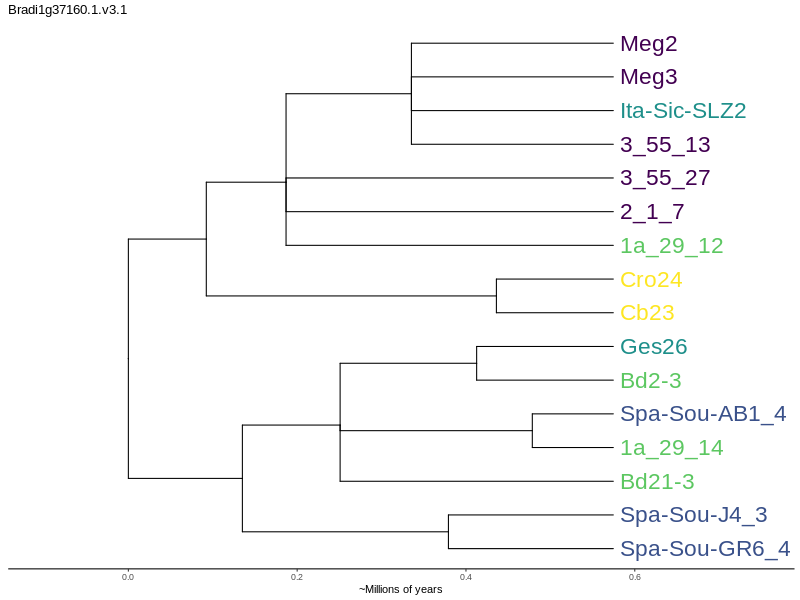 Bradi1g37160.1.v3.1
Meg2
Meg3
Ita-Sic-SLZ2
3_55_13
3_55_27
2_1_7
1a_29_12
Cro24
Cb23
Ges26
Bd2-3
Spa-Sou-AB1_4
1a_29_14
Bd21-3
Spa-Sou-J4_3
Spa-Sou-GR6_4
0.0 0.2 0.4 0.6
~Millions of years